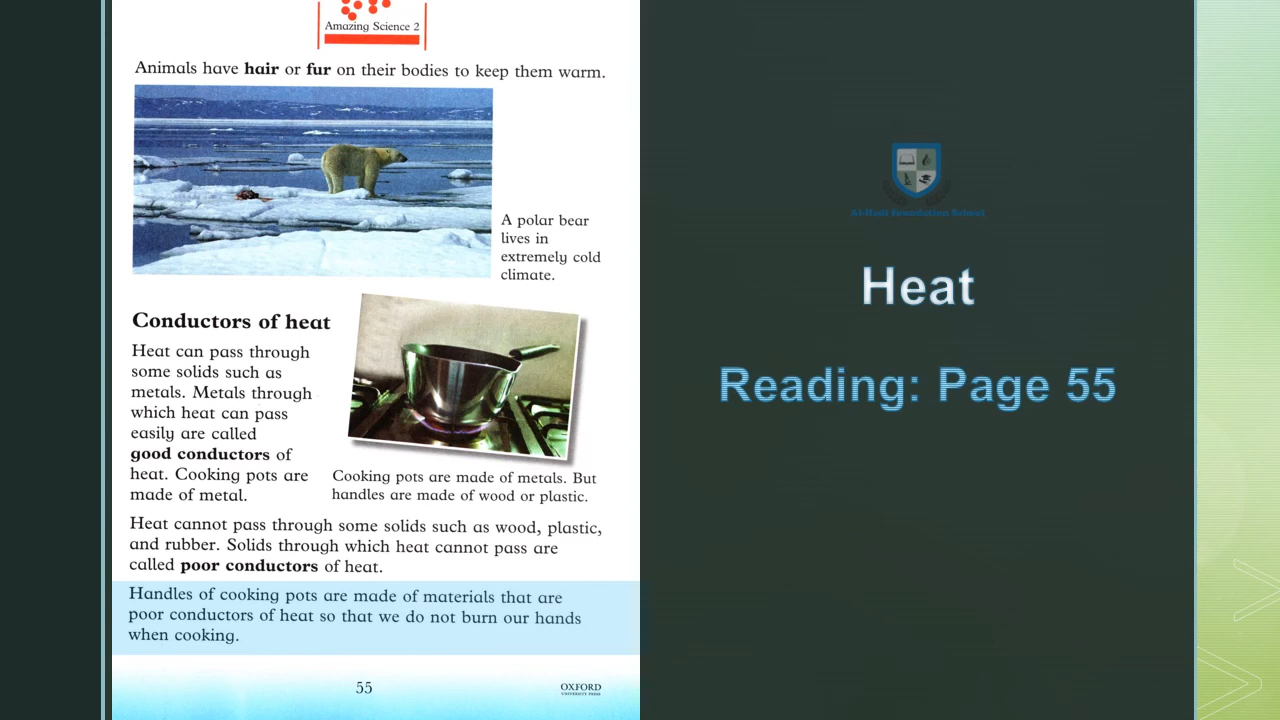 Amazing Science 2
Animals have hair or fur on their bodies to keep them warm.
A polar bear
lives in
extremely cold
climate.
Conductors of heat
Heat can pass through
some solids such as
metals. Metals through
which heat can pass
easily are called
good conductors of
heat. Cooking pots are
made of metal.
Cooking pots are made of metals. But
handles are made of wood or plastic.
Heat cannot pass through some solids such as wood, plastic,
and rubber. Solids through which heat cannot pass are
called poor conductors of heat.
Handles of cooking pots are made of materials that are
poor conductors of heat so that we do not burn our hands
when cooking.
55
OXFORD
UNIVERSITY PRESS
Al-Hadi Foundation School
Heat
Reading: Page 55